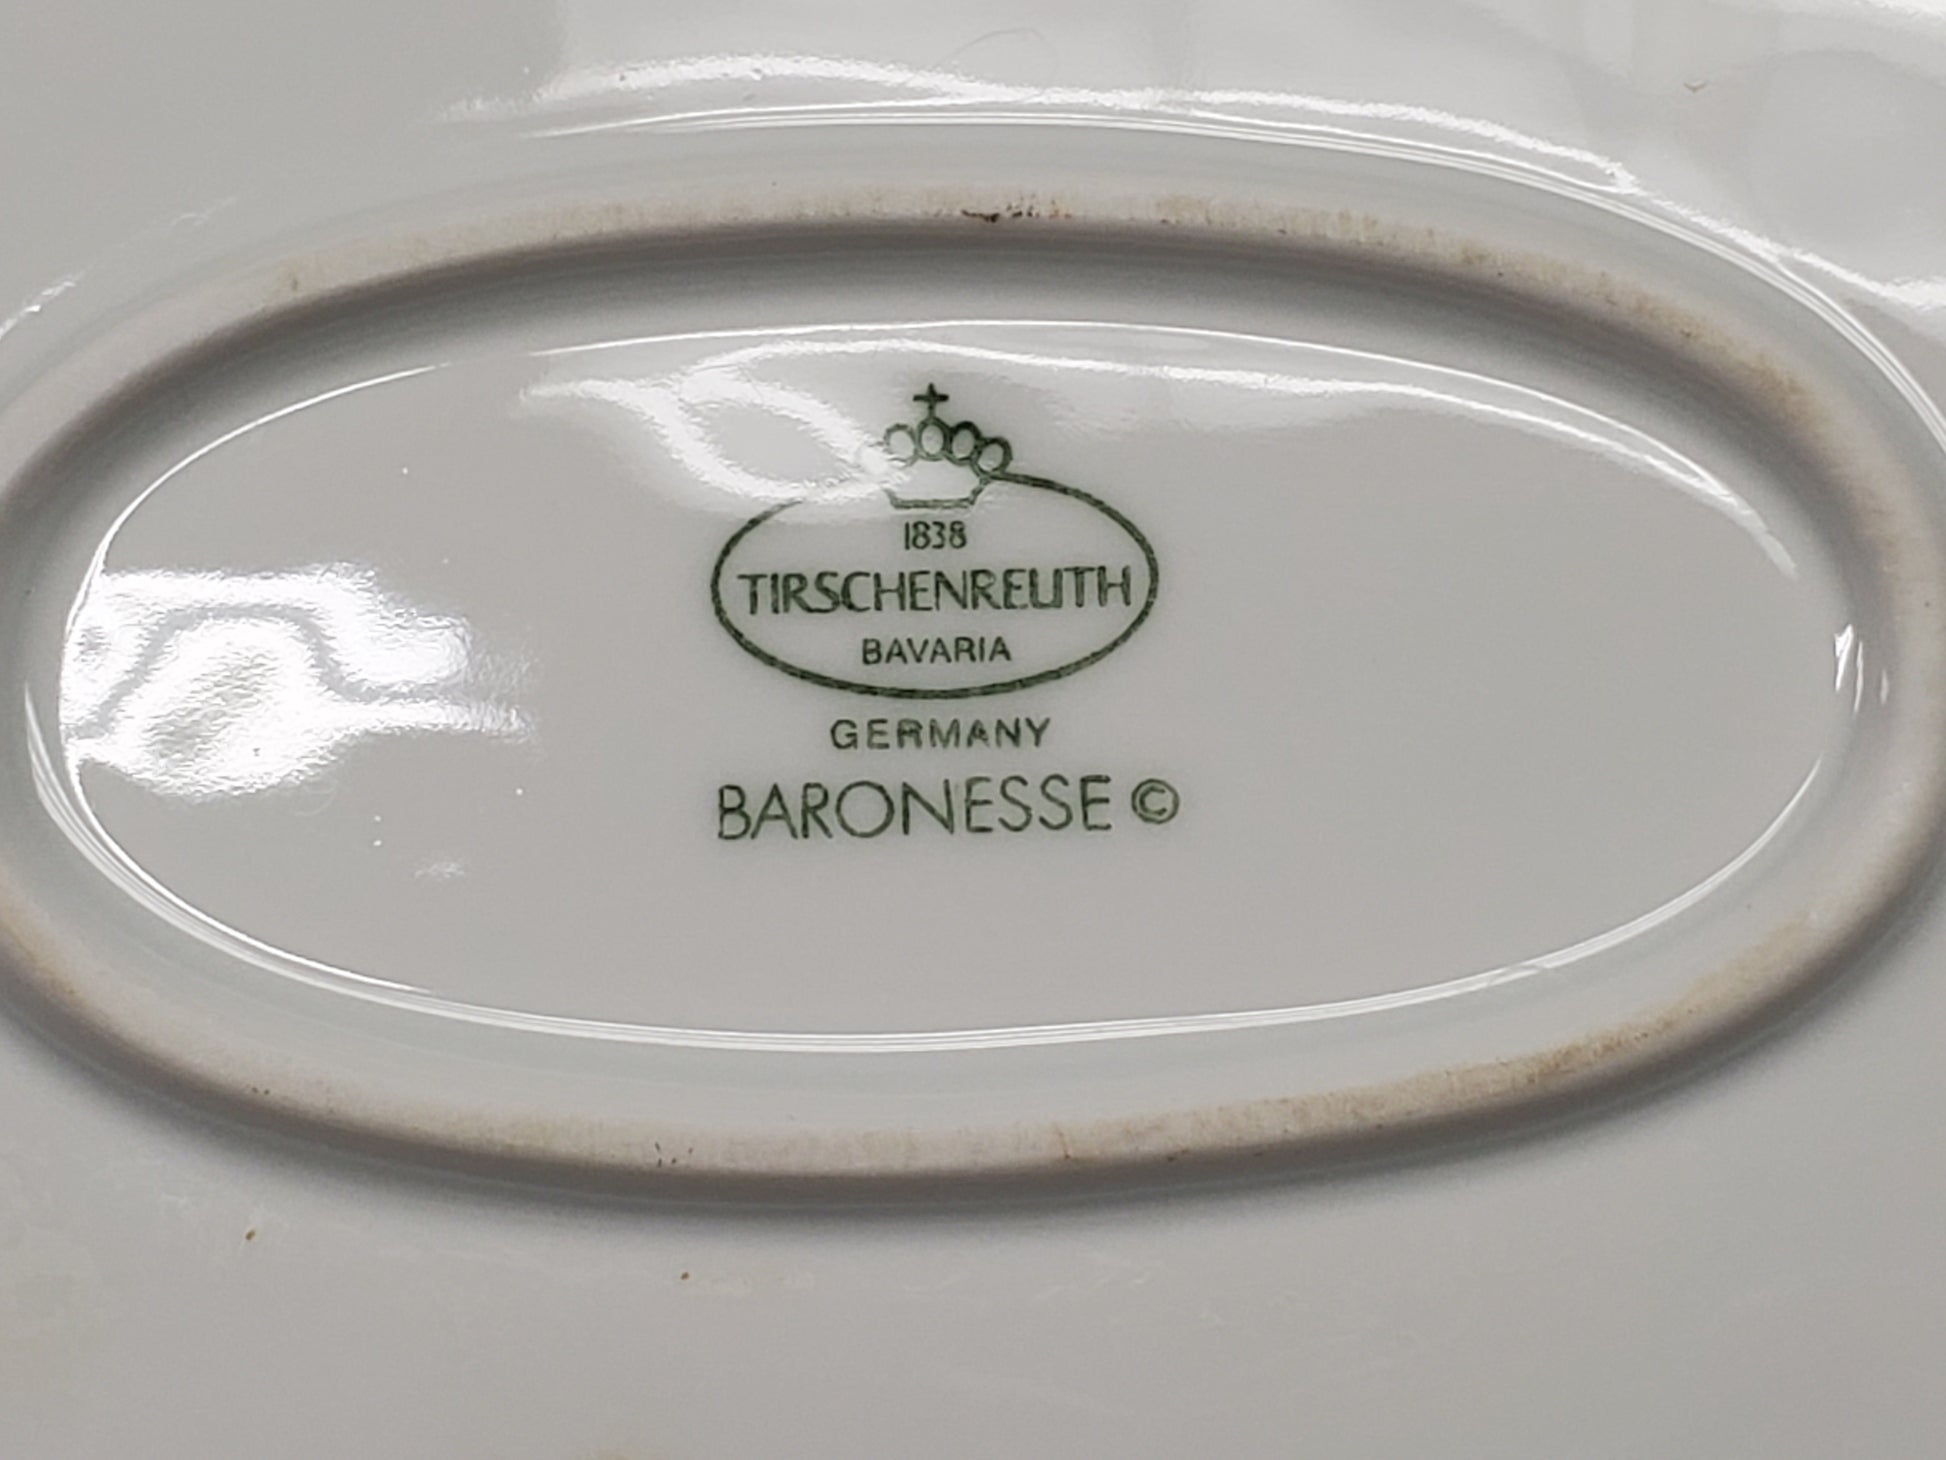 1838
TIRSCHENREUTH
BAVARIA
GERMANY
BARONESSE ©